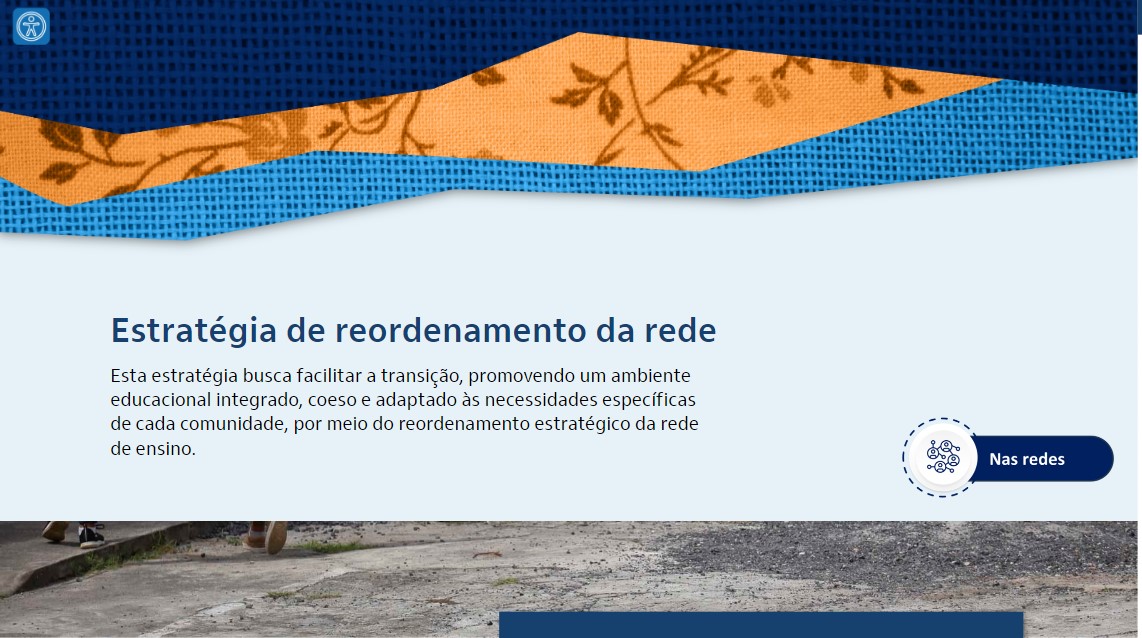 Estratégia de reordenamento da rede
Esta estratégia busca facilitar a transição, promovendo um ambiente
educacional integrado, coeso e adaptado às necessidades específicas
de cada comunidade, por meio do reordenamento estratégico da rede
de ensino.
Nas redes